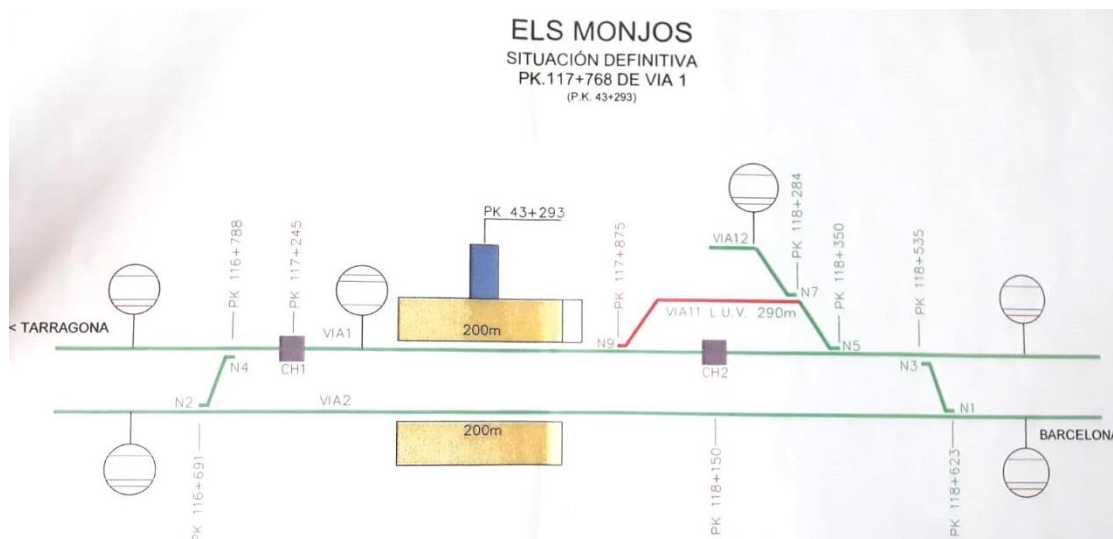 ELS MONJOS
SITUACIÓN DEFINITIVA
PK.117+768 DE VIA 1
(P.K. 43+293)
PK 43+293
PK 116+788
PK 117+245
PK 117+875
PK 118+284
PK 118+350
PK 118+535
VIA12
N7
< TARRAGONA
VIA1
200m
VIA11 L.U.V. 290m
N9
N5
N4
CH1
CH2
N3
N2
VIA2
N1
200m
BARCELONA
PK 116+691
PK 118+150
PK 118+623